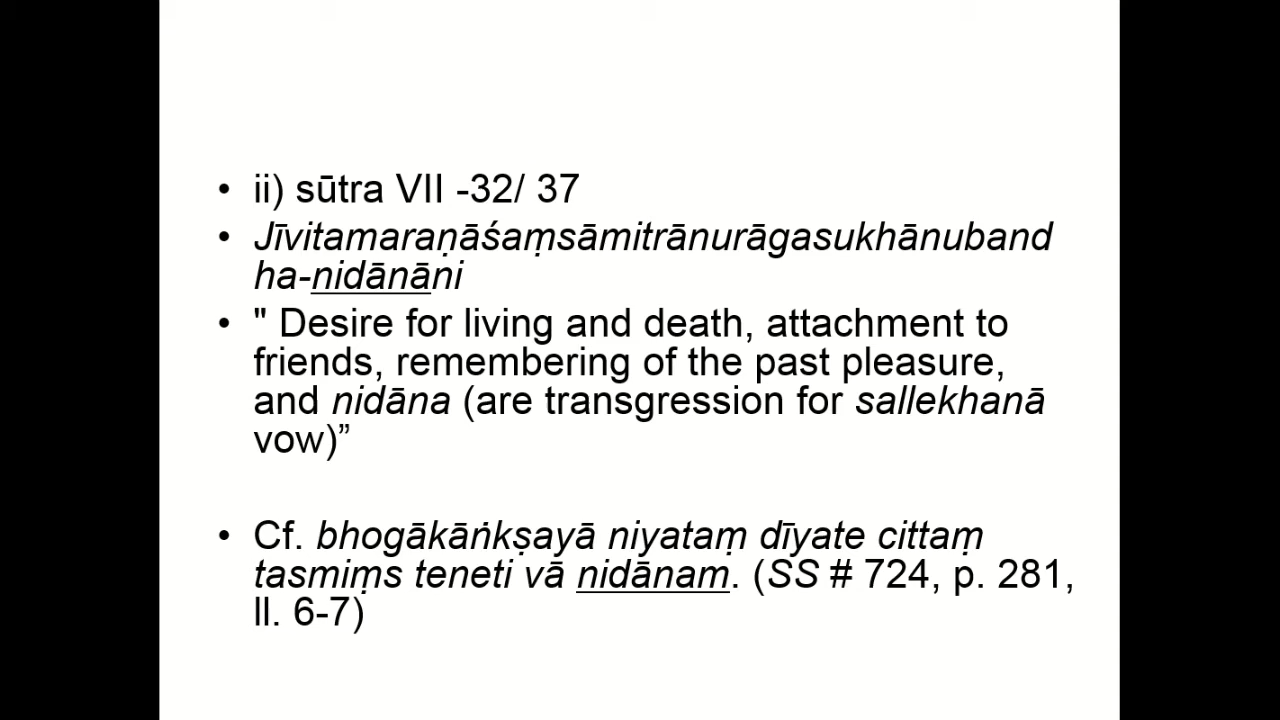 • ii) sūtra VII -32/ 37
• Jīvitamaraṇāśaṃsāmitrānurāgasukhānuband
ha-nidānāni
• " Desire for living and death, attachment to
friends, remembering of the past pleasure,
and nidāna (are transgression for sallekhanā
vow)”
• Cf. bhogākāṅkṣayā niyataṃ dīyate cittaṃ
tasmiṃs teneti vā nidānam. (SS # 724, p. 281,
ll. 6-7)